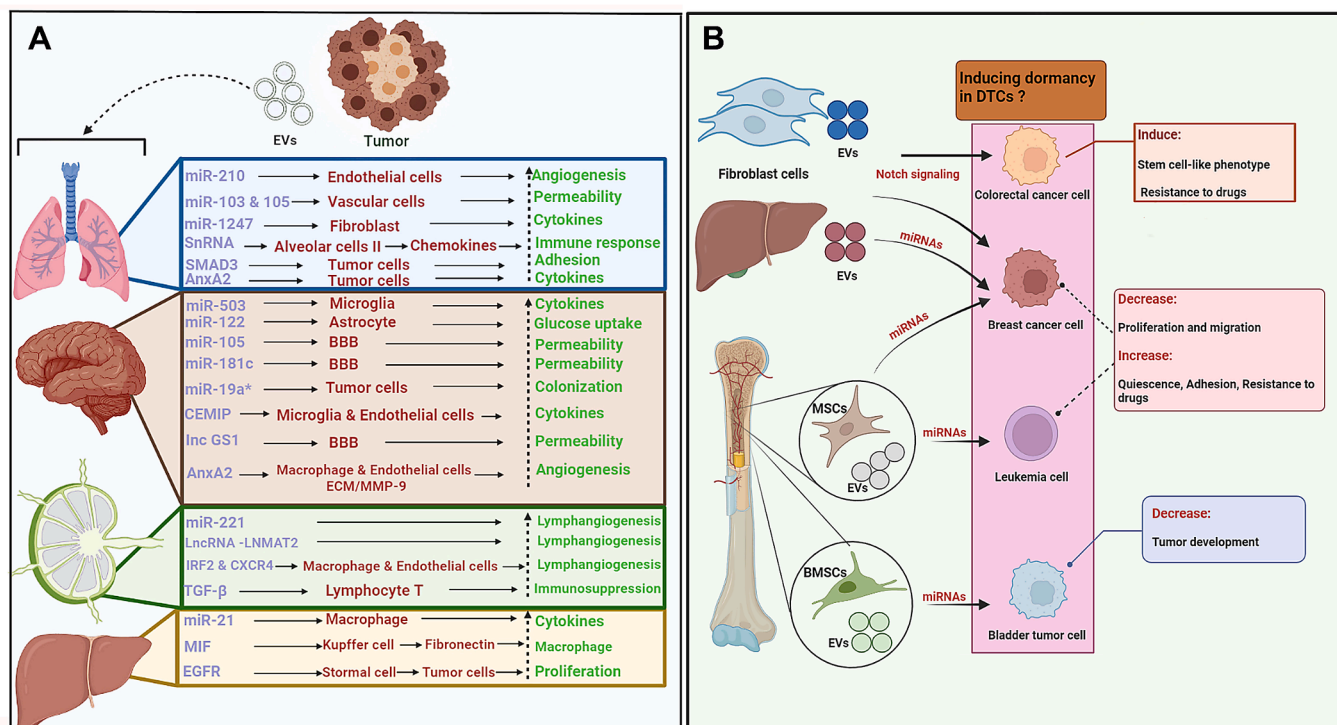 A
EVs
Tumor
miR-210 Endothelial cells Angiogenesis
miR-103 & 105 Vascular cells Permeability
miR-1247 Fibroblast Cytokines
SnRNA Alveolar cells II Chemokines Immune response
SMAD3 Tumor cells Adhesion
AnxA2 Tumor cells Cytokines
miR-503 Microglia Cytokines
miR-122 Astrocyte Glucose uptake
miR-105 BBB Permeability
miR-181c BBB Permeability
miR-19a* Tumor cells Colonization
CEMIP Microglia & Endothelial cells Cytokines
lnc GS1 BBB Permeability
AnxA2 Macrophage & Endothelial cells Angiogenesis
ECM/MMP-9
miR-221 Lymphangiogenesis
LncRNA -LNMAT2 Lymphangiogenesis
IRF2 & CXCR4 Macrophage & Endothelial cells Lymphangiogenesis
TGF-β Lymphocyte T Immunosuppression
miR-21 Macrophage Cytokines
MIF Kupffer cell Fibronectin Macrophage
EGFR Stormal cell Tumor cells Proliferation
B
Inducing dormancy
in DTCs ?
EVs
Fibroblast cells
Notch signaling
Colorectal cancer cell
Induce:
Stem cell-like phenotype
Resistance to drugs
EVs
miRNAs
Breast cancer cell
miRNAs
Decrease:
Proliferation and migration
Increase:
Quiescence, Adhesion, Resistance to
drugs
MSCs
EVs
miRNAs
Leukemia cell
Decrease:
Tumor development
BMSCs
EVs
miRNAs
Bladder tumor cell